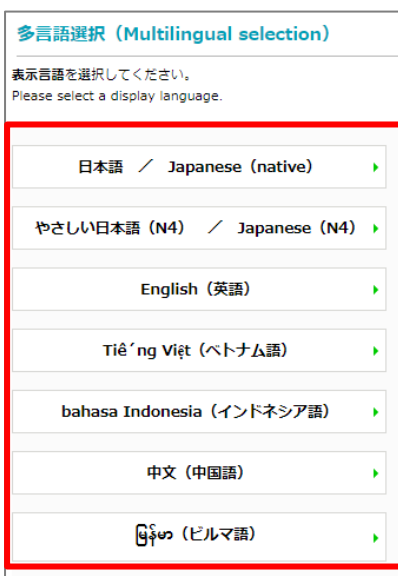 多言語選択（Multilingual selection）
表示言語を選択してください。
Please select a display language.
日本語　／　Japanese（native）
やさしい日本語（N4）　／　Japanese（N4）
English（英語）
Tiê´ng Việt（ベトナム語）
bahasa Indonesia（インドネシア語）
中文（中国語）
မြန်မာ（ビルマ語）